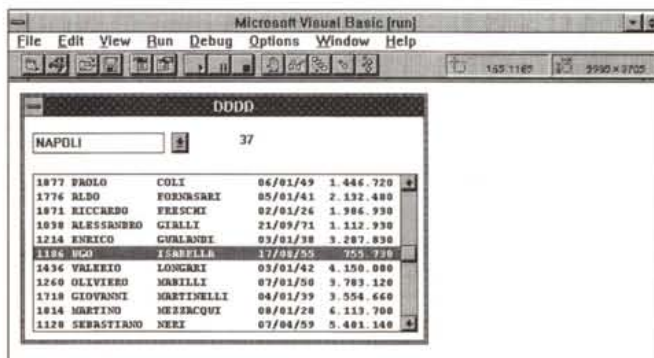 Microsoft Visual Basic [run]
File Edit View Run Debug Options Window Help
DDDD
NAPOLI 37
1077 PAOLO COLI 06/01/49 1.446.720
1776 ALDO FORNASARI 05/01/41 2.132.480
1071 RICCARDO FRESCHI 02/01/26 1.986.930
1098 ALESSANDRO GIALLI 21/09/71 1.112.930
1214 ENRICO GUALANDI 03/01/38 3.287.830
1186 UGO ISABELLA 17/08/55 755.730
1436 VALERIO LONGARI 03/01/42 4.150.080
1260 OLIVIERO MABILLI 07/01/50 3.783.120
1718 GIOVANNI MARTINELLI 04/01/39 3.554.660
1014 MARTINO MEZZACQUI 08/01/28 6.113.700
1128 SEBASTIANO NERI 07/04/59 5.401.140